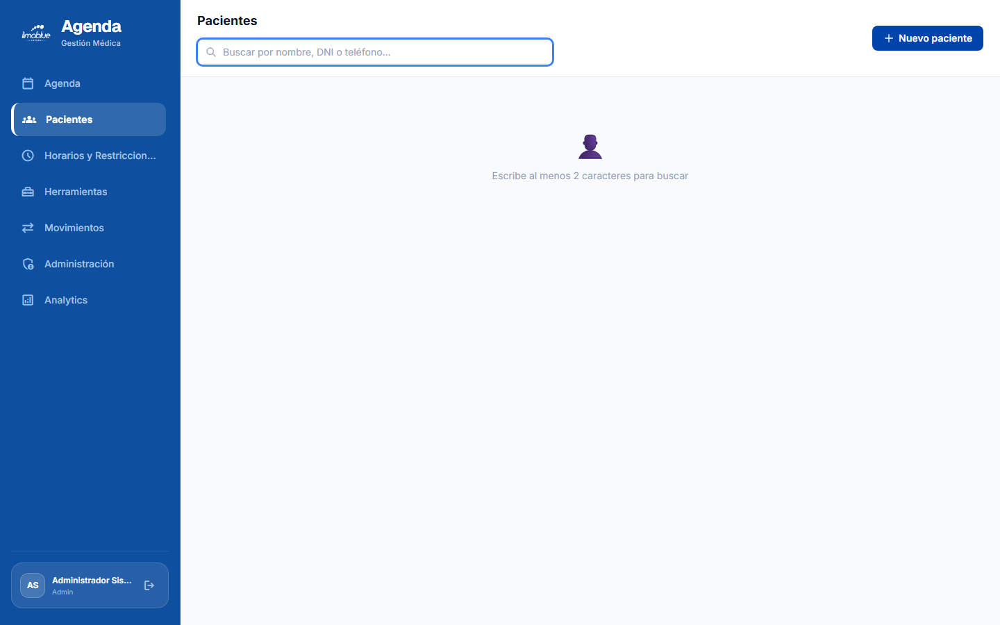 limablue
Agenda
Gestión Médica
Agenda
Pacientes
Horarios y Restriccion...
Herramientas
Movimientos
Administración
Analytics
AS
Administrador Sis...
Admin
Pacientes
Buscar por nombre, DNI o teléfono...
Nuevo paciente
Escribe al menos 2 caracteres para buscar